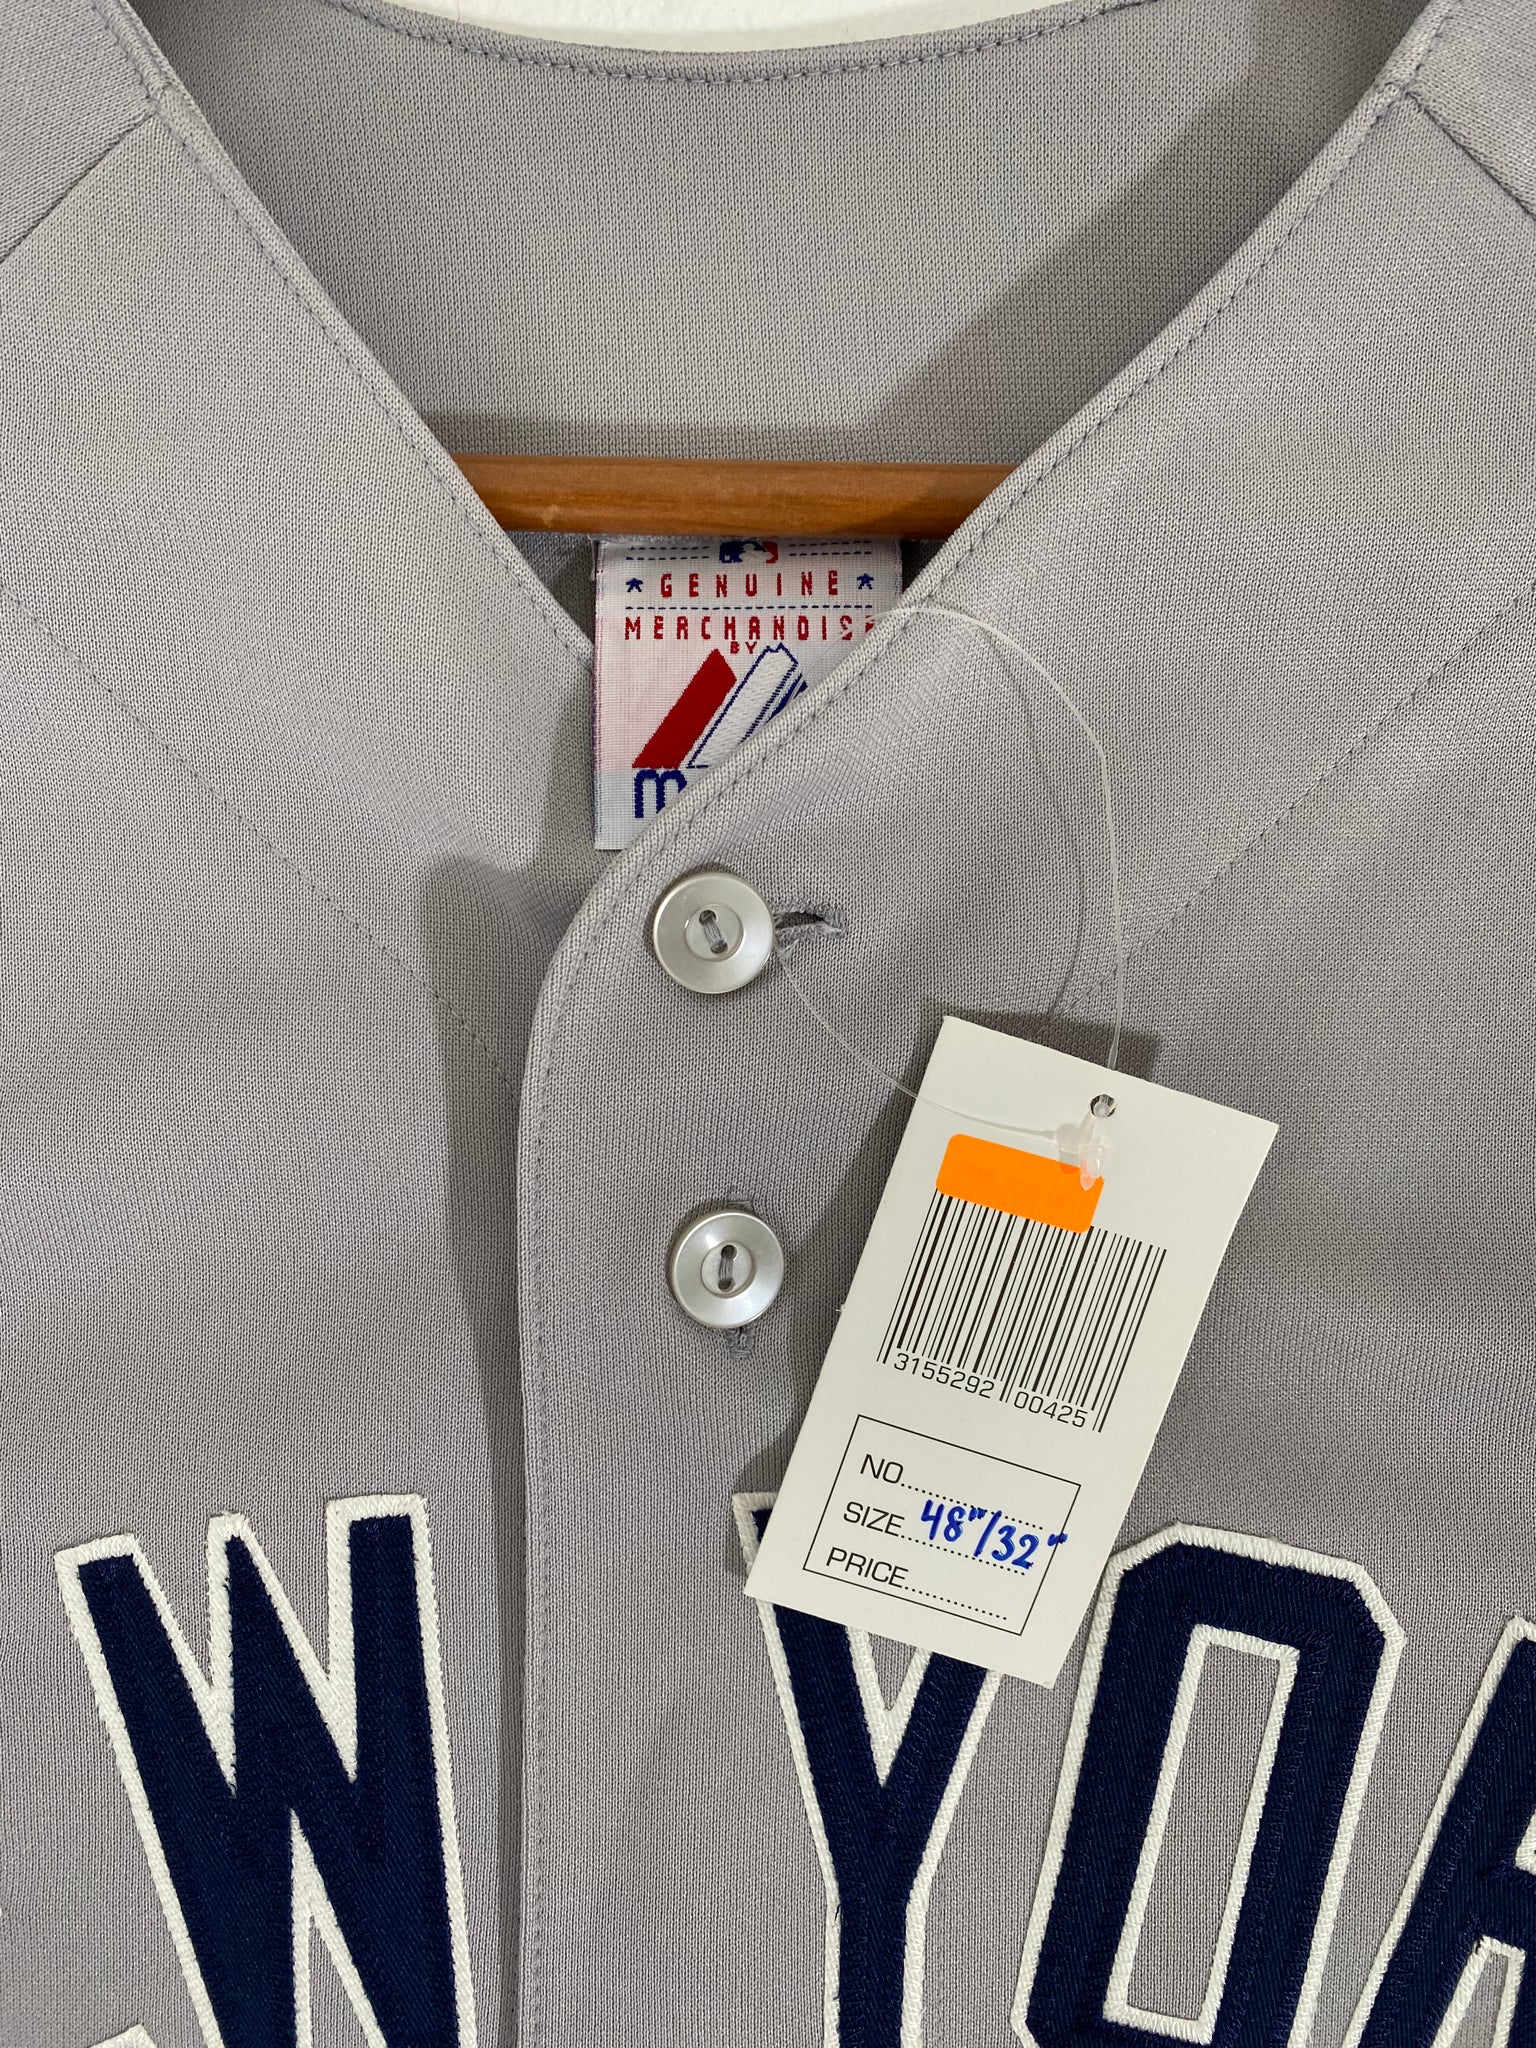 GENUINE
MERCHANDISE
BY
m
3155292 00425
NO..................
SIZE...48"/32"
PRICE..............
W YO